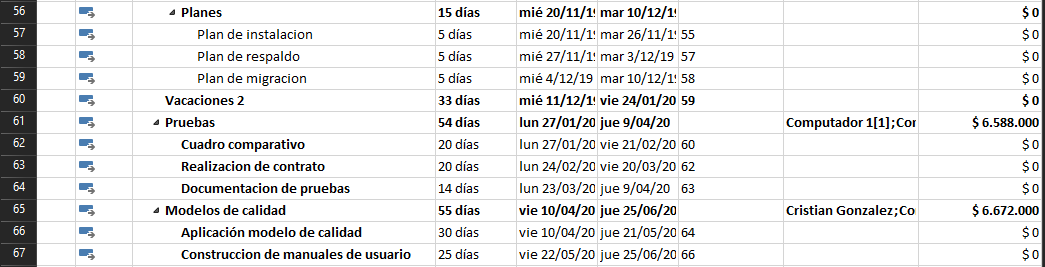 56 Planes 15 días mié 20/11/19 mar 10/12/19 $ 0
57 Plan de instalacion 5 días mié 20/11/19 mar 26/11/19 55 $ 0
58 Plan de respaldo 5 días mié 27/11/19 mar 3/12/19 57 $ 0
59 Plan de migracion 5 días mié 4/12/19 mar 10/12/19 58 $ 0
60 Vacaciones 2 33 días mié 11/12/19 vie 24/01/20 59 $ 0
61 Pruebas 54 días lun 27/01/20 jue 9/04/20 Computador 1[1];Cor $ 6.588.000
62 Cuadro comparativo 20 días lun 27/01/20 vie 21/02/20 60 $ 0
63 Realizacion de contrato 20 días lun 24/02/20 vie 20/03/20 62 $ 0
64 Documentacion de pruebas 14 días lun 23/03/20 jue 9/04/20 63 $ 0
65 Modelos de calidad 55 días vie 10/04/20 jue 25/06/20 Cristian Gonzalez;Co $ 6.672.000
66 Aplicación modelo de calidad 30 días vie 10/04/20 jue 21/05/20 64 $ 0
67 Construccion de manuales de usuario 25 días vie 22/05/20 jue 25/06/20 66 $ 0